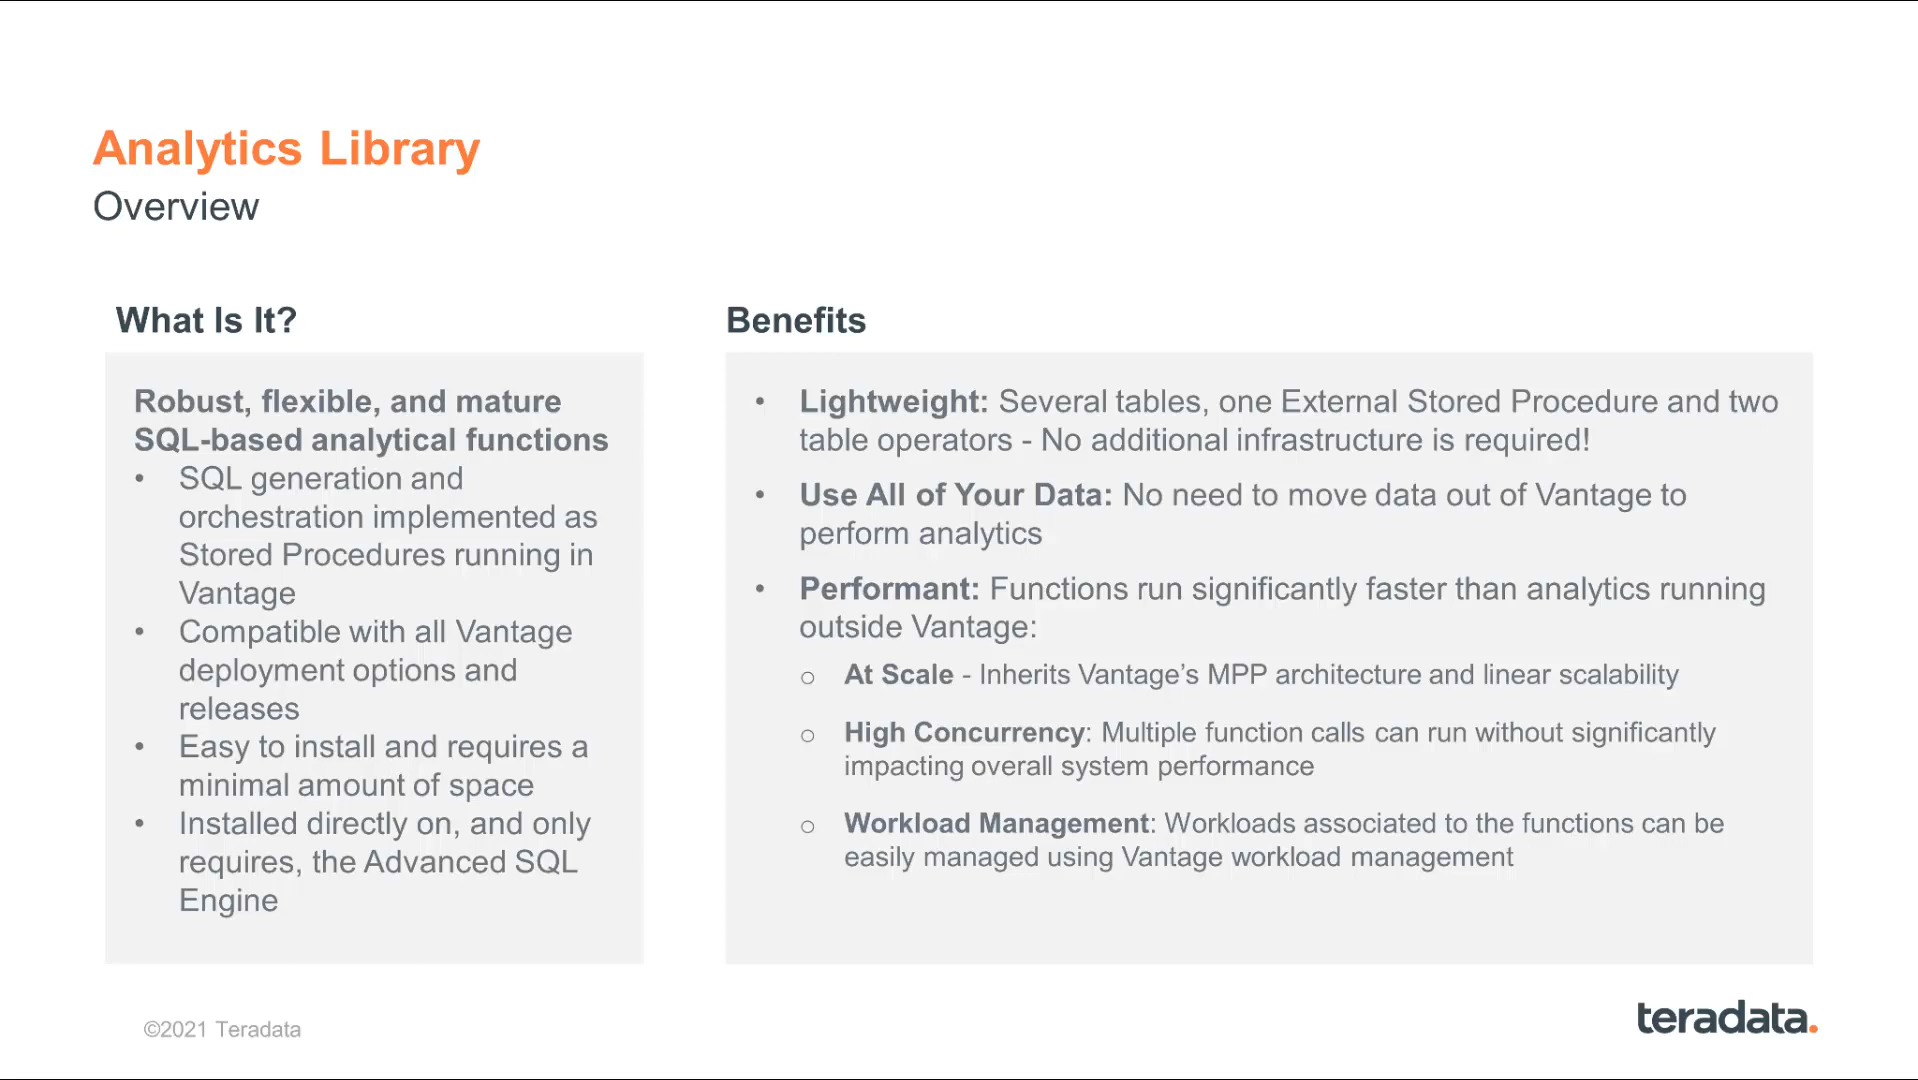 Analytics Library
Overview
What Is It?
Robust, flexible, and mature
SQL-based analytical functions
• SQL generation and
orchestration implemented as
Stored Procedures running in
Vantage
• Compatible with all Vantage
deployment options and
releases
• Easy to install and requires a
minimal amount of space
• Installed directly on, and only
requires, the Advanced SQL
Engine
Benefits
• Lightweight: Several tables, one External Stored Procedure and two
table operators - No additional infrastructure is required!
• Use All of Your Data: No need to move data out of Vantage to
perform analytics
• Performant: Functions run significantly faster than analytics running
outside Vantage:
○ At Scale - Inherits Vantage’s MPP architecture and linear scalability
○ High Concurrency: Multiple function calls can run without significantly
impacting overall system performance
○ Workload Management: Workloads associated to the functions can be
easily managed using Vantage workload management
©2021 Teradata
teradata.